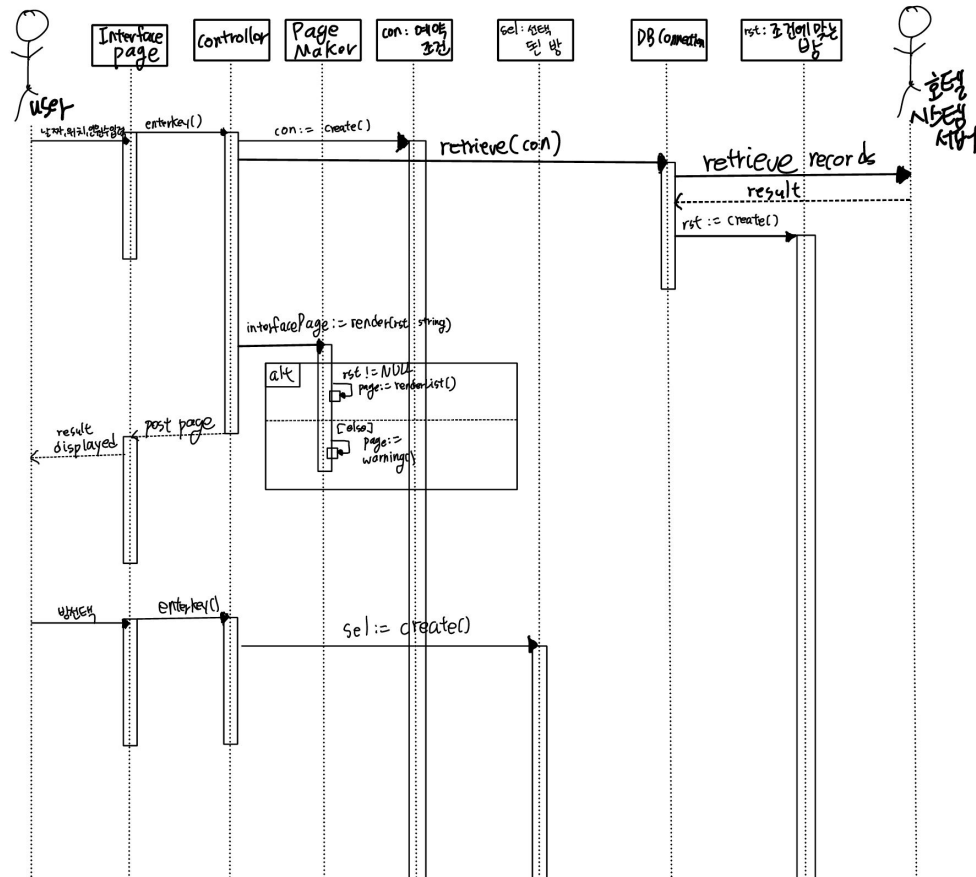 user
Interface
page
Controller
Page
Maker
con: 예약
조건
sel: 선택
된 방
DB Connection
rst: 조건에 맞는
방
호텔
시스템
서버
enterkey()
con := create()
retrieve(con)
retrieve records
result
rst := create()
interfacePage := render(rst: string)
alt
rst != NULL
page:= renderList()
[else]
page:=
warning()
post page
result
displayed
방선택
enterkey()
sel := create()